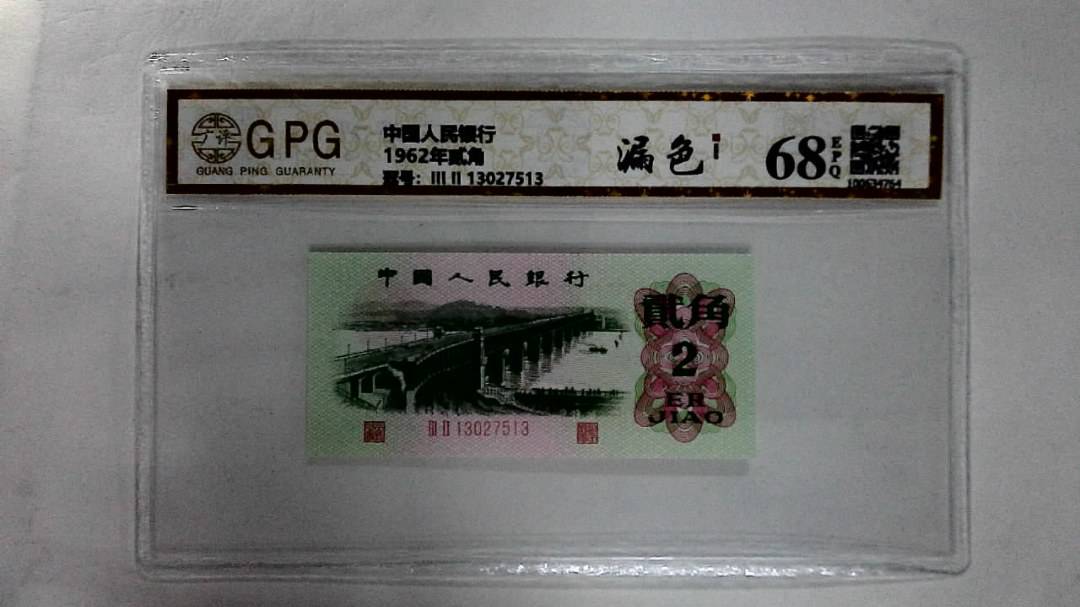 GPG
GUANG PING GUARANTY
中國人民銀行
1962年贰角
冠号: III II 13027513
漏色
68
EPQ
中國人民銀行
貳角
2
ER
JIAO
III II 13027513